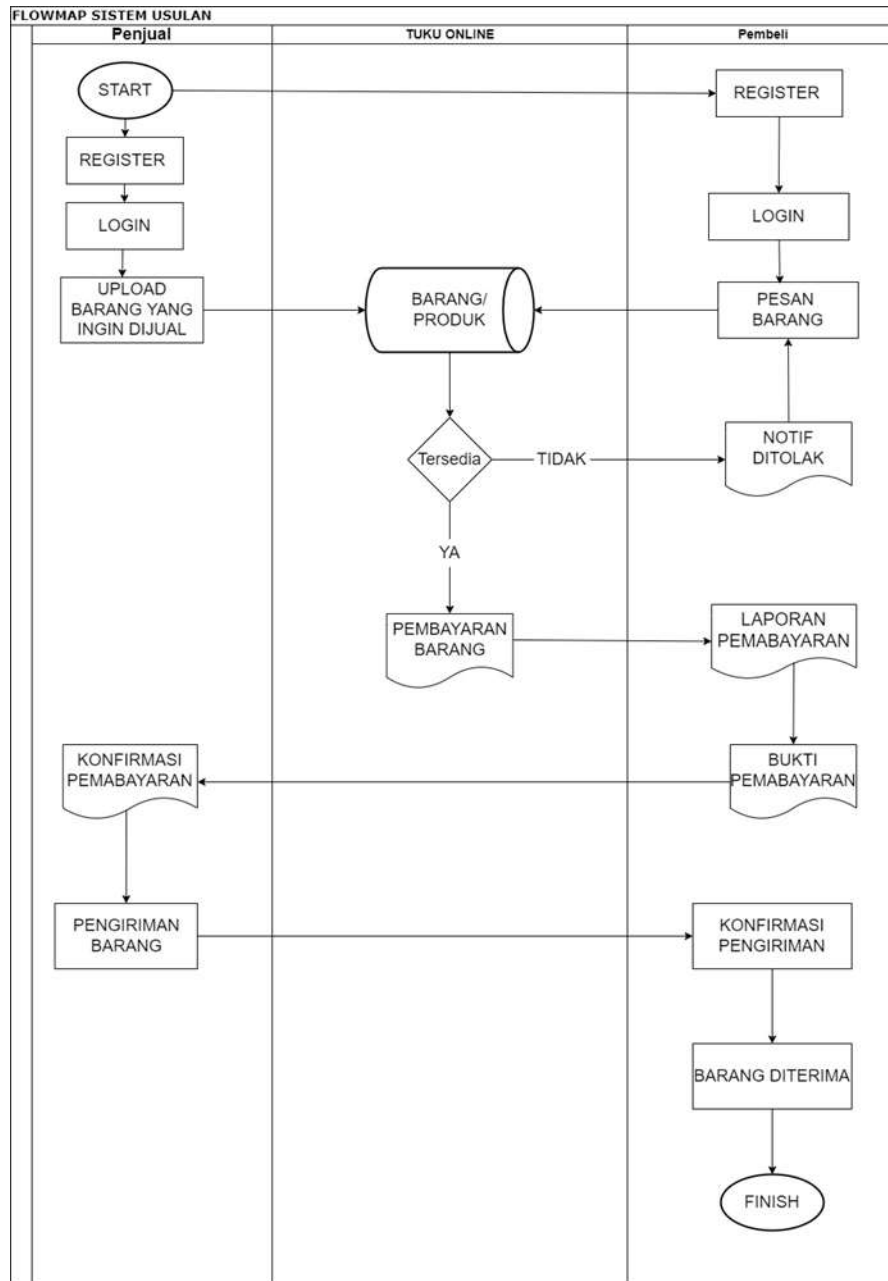 FLOWMAP SISTEM USULAN
Penjual
TUKU ONLINE
Pembeli
START
REGISTER
REGISTER
LOGIN
LOGIN
UPLOAD
BARANG YANG
INGIN DIJUAL
BARANG/
PRODUK
PESAN
BARANG
Tersedia
TIDAK
NOTIF
DITOLAK
YA
PEMBAYARAN
BARANG
LAPORAN
PEMABAYARAN
KONFIRMASI
PEMABAYARAN
BUKTI
PEMABAYARAN
PENGIRIMAN
BARANG
KONFIRMASI
PENGIRIMAN
BARANG DITERIMA
FINISH